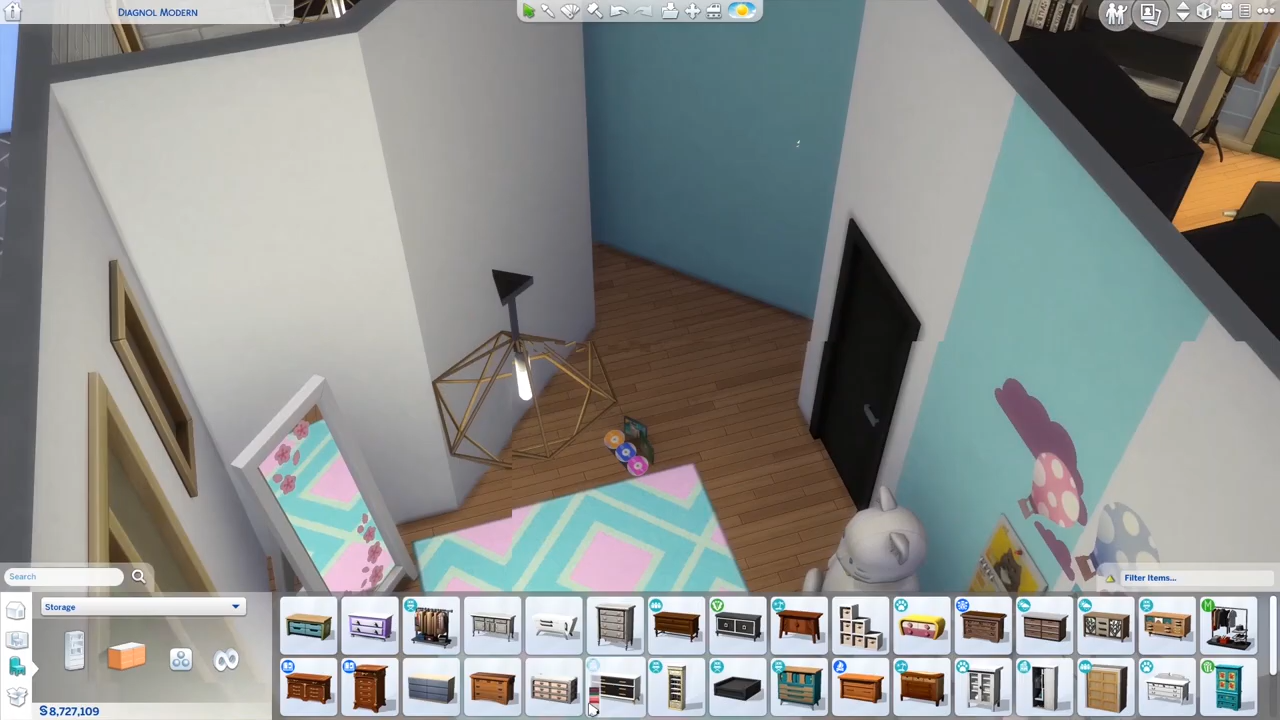 DIAGNOL MODERN
Search
Filter Items...
Storage
§8,727,109